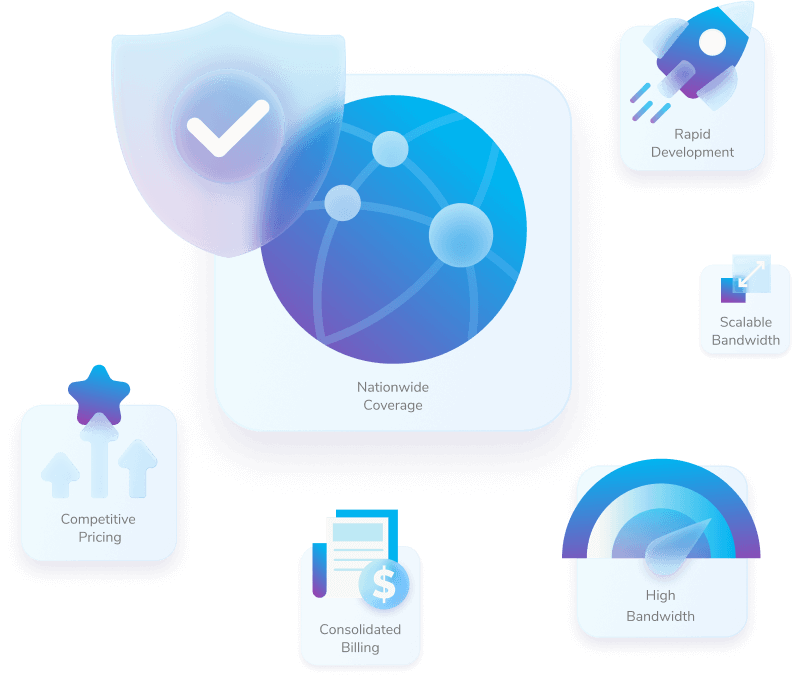 Rapid
Development
Scalable
Bandwidth
Nationwide
Coverage
Competitive
Pricing
High
Bandwidth
$
Consolidated
Billing